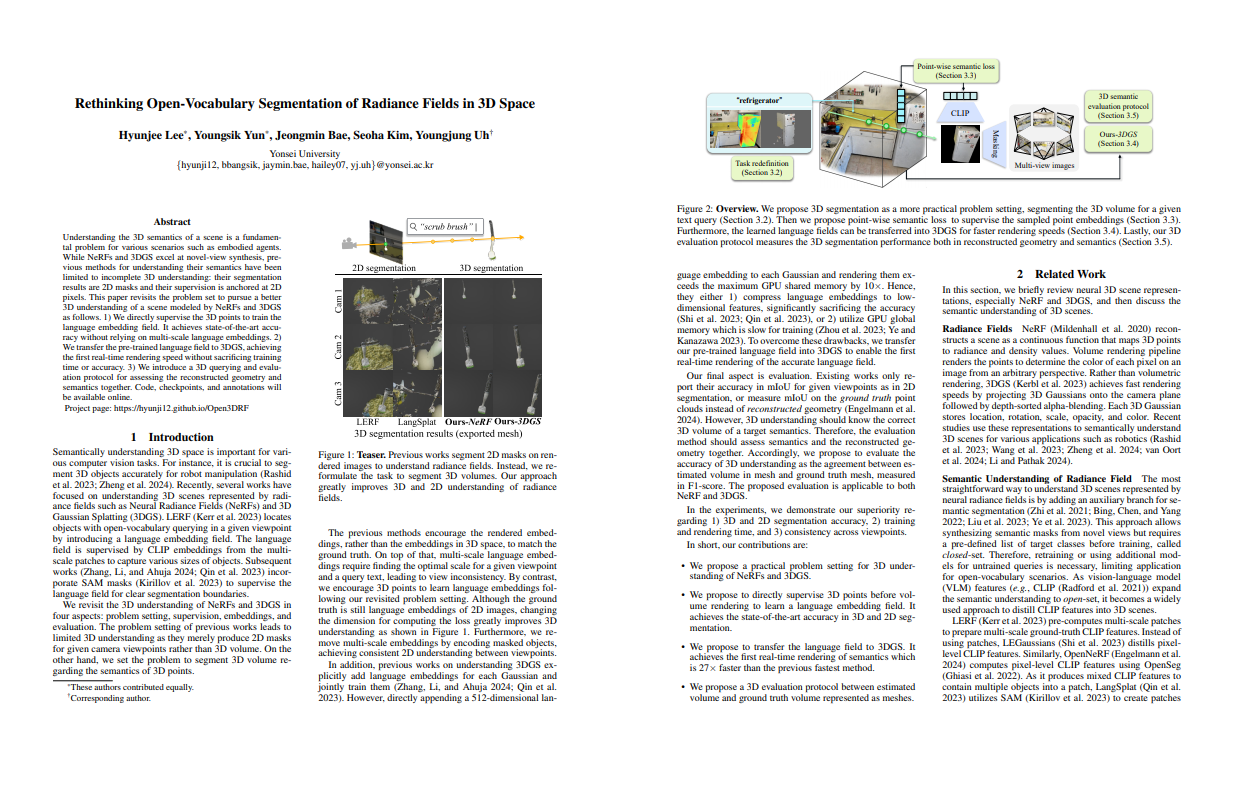 Rethinking Open-Vocabulary Segmentation of Radiance Fields in 3D Space
Hyunjee Lee*, Youngsik Yun*, Jeongmin Bae, Seoha Kim, Youngjung Uh†
Yonsei University
{hyunji12, bbangsik, jaymin.bae, hailey07, yj.uh}@yonsei.ac.kr
Abstract
Understanding the 3D semantics of a scene is a fundamen-
tal problem for various scenarios such as embodied agents.
While NeRFs and 3DGS excel at novel-view synthesis, pre-
vious methods for understanding their semantics have been
limited to incomplete 3D understanding: their segmentation
results are 2D masks and their supervision is anchored at 2D
pixels. This paper revisits the problem set to pursue a better
3D understanding of a scene modeled by NeRFs and 3DGS
as follows. 1) We directly supervise the 3D points to train the
language embedding field. It achieves state-of-the-art accu-
racy without relying on multi-scale language embeddings. 2)
We transfer the pre-trained language field to 3DGS, achieving
the first real-time rendering speed without sacrificing training
time or accuracy. 3) We introduce a 3D querying and evalu-
ation protocol for assessing the reconstructed geometry and
semantics together. Code, checkpoints, and annotations will
be available online.
Project page: https://hyunji12.github.io/Open3DRF
1 Introduction
Semantically understanding 3D space is important for vari-
ous computer vision tasks. For instance, it is crucial to seg-
ment 3D objects accurately for robot manipulation (Rashid
et al. 2023; Zheng et al. 2024). Recently, several works have
focused on understanding 3D scenes represented by radi-
ance fields such as Neural Radiance Fields (NeRFs) and 3D
Gaussian Splatting (3DGS). LERF (Kerr et al. 2023) locates
objects with open-vocabulary querying in a given viewpoint
by introducing a language embedding field. The language
field is supervised by CLIP embeddings from the multi-
scale patches to capture various sizes of objects. Subsequent
works (Zhang, Li, and Ahuja 2024; Qin et al. 2023) incor-
porate SAM masks (Kirillov et al. 2023) to supervise the
language field for clear segmentation boundaries.
We revisit the 3D understanding of NeRFs and 3DGS in
four aspects: problem setting, supervision, embeddings, and
evaluation. The problem setting of previous works leads to
limited 3D understanding as they merely produce 2D masks
for given camera viewpoints rather than 3D volume. On the
other hand, we set the problem to segment 3D volume re-
garding the semantics of 3D points.
*These authors contributed equally.
†Corresponding author.
"scrub brush" |
2D segmentation 3D segmentation
Cam 1
Cam 2
Cam 3
LERF LangSplat Ours-NeRF Ours-3DGS
3D segmentation results (exported mesh)
Figure 1: Teaser. Previous works segment 2D masks on ren-
dered images to understand radiance fields. Instead, we re-
formulate the task to segment 3D volumes. Our approach
greatly improves 3D and 2D understanding of radiance
fields.
The previous methods encourage the rendered embed-
dings, rather than the embeddings in 3D space, to match the
ground truth. On top of that, multi-scale language embed-
dings require finding the optimal scale for a given viewpoint
and a query text, leading to view inconsistency. By contrast,
we encourage 3D points to learn language embeddings fol-
lowing our revisited problem setting. Although the ground
truth is still language embeddings of 2D images, changing
the dimension for computing the loss greatly improves 3D
understanding as shown in Figure 1. Furthermore, we re-
move multi-scale embeddings by encoding masked objects,
achieving consistent 2D understanding between viewpoints.
In addition, previous works on understanding 3DGS ex-
plicitly add language embeddings for each Gaussian and
jointly train them (Zhang, Li, and Ahuja 2024; Qin et al.
2023). However, directly appending a 512-dimensional lan-
"refrigerator"
Task redefinition
(Section 3.2)
Point-wise semantic loss
(Section 3.3)
CLIP
Masking
Multi-view images
3D semantic
evaluation protocol
(Section 3.5)
Ours-3DGS
(Section 3.4)
Figure 2: Overview. We propose 3D segmentation as a more practical problem setting, segmenting the 3D volume for a given
text query (Section 3.2). Then we propose point-wise semantic loss to supervise the sampled point embeddings (Section 3.3).
Furthermore, the learned language fields can be transferred into 3DGS for faster rendering speeds (Section 3.4). Lastly, our 3D
evaluation protocol measures the 3D segmentation performance both in reconstructed geometry and semantics (Section 3.5).
guage embedding to each Gaussian and rendering them ex-
ceeds the maximum GPU shared memory by 10×. Hence,
they either 1) compress language embeddings to low-
dimensional features, significantly sacrificing the accuracy
(Shi et al. 2023; Qin et al. 2023), or 2) utilize GPU global
memory which is slow for training (Zhou et al. 2023; Ye and
Kanazawa 2023). To overcome these drawbacks, we transfer
our pre-trained language field into 3DGS to enable the first
real-time rendering of the accurate language field.
Our final aspect is evaluation. Existing works only re-
port their accuracy in mIoU for given viewpoints as in 2D
segmentation, or measure mIoU on the ground truth point
clouds instead of reconstructed geometry (Engelmann et al.
2024). However, 3D understanding should know the correct
3D volume of a target semantics. Therefore, the evaluation
method should assess semantics and the reconstructed ge-
ometry together. Accordingly, we propose to evaluate the
accuracy of 3D understanding as the agreement between es-
timated volume in mesh and ground truth mesh, measured
in F1-score. The proposed evaluation is applicable to both
NeRF and 3DGS.
In the experiments, we demonstrate our superiority re-
garding 1) 3D and 2D segmentation accuracy, 2) training
and rendering time, and 3) consistency across viewpoints.
In short, our contributions are:
• We propose a practical problem setting for 3D under-
standing of NeRFs and 3DGS.
• We propose to directly supervise 3D points before vol-
ume rendering to learn a language embedding field. It
achieves the state-of-the-art accuracy in 3D and 2D seg-
mentation.
• We propose to transfer the language field to 3DGS. It
achieves the first real-time rendering of semantics which
is 27× faster than the previous fastest method.
• We propose a 3D evaluation protocol between estimated
volume and ground truth volume represented as meshes.
2 Related Work
In this section, we briefly review neural 3D scene represen-
tations, especially NeRF and 3DGS, and then discuss the
semantic understanding of 3D scenes.
Radiance Fields NeRF (Mildenhall et al. 2020) recon-
structs a scene as a continuous function that maps 3D points
to radiance and density values. Volume rendering pipeline
renders the points to determine the color of each pixel on an
image from an arbitrary perspective. Rather than volumetric
rendering, 3DGS (Kerbl et al. 2023) achieves fast rendering
speeds by projecting 3D Gaussians onto the camera plane
followed by depth-sorted alpha-blending. Each 3D Gaussian
stores location, rotation, scale, opacity, and color. Recent
studies use these representations to semantically understand
3D scenes for various applications such as robotics (Rashid
et al. 2023; Wang et al. 2023; Zheng et al. 2024; van Oort
et al. 2024; Li and Pathak 2024).
Semantic Understanding of Radiance Field The most
straightforward way to understand 3D scenes represented by
neural radiance fields is by adding an auxiliary branch for se-
mantic segmentation (Zhi et al. 2021; Bing, Chen, and Yang
2022; Liu et al. 2023; Ye et al. 2023). This approach allows
synthesizing semantic masks from novel views but requires
a pre-defined list of target classes before training, called
closed-set. Therefore, retraining or using additional mod-
els for untrained queries is necessary, limiting application
for open-vocabulary scenarios. As vision-language model
(VLM) features (e.g., CLIP (Radford et al. 2021)) expand
the semantic understanding to open-set, it becomes a widely
used approach to distill CLIP features into 3D scenes.
LERF (Kerr et al. 2023) pre-computes multi-scale patches
to prepare multi-scale ground-truth CLIP features. Instead of
using patches, LEGaussians (Shi et al. 2023) distills pixel-
level CLIP features. Similarly, OpenNeRF (Engelmann et al.
2024) computes pixel-level CLIP features using OpenSeg
(Ghiasi et al. 2022). As it produces mixed CLIP features to
contain multiple objects into a patch, LangSplat (Qin et al.
2023) utilizes SAM (Kirillov et al. 2023) to create patches